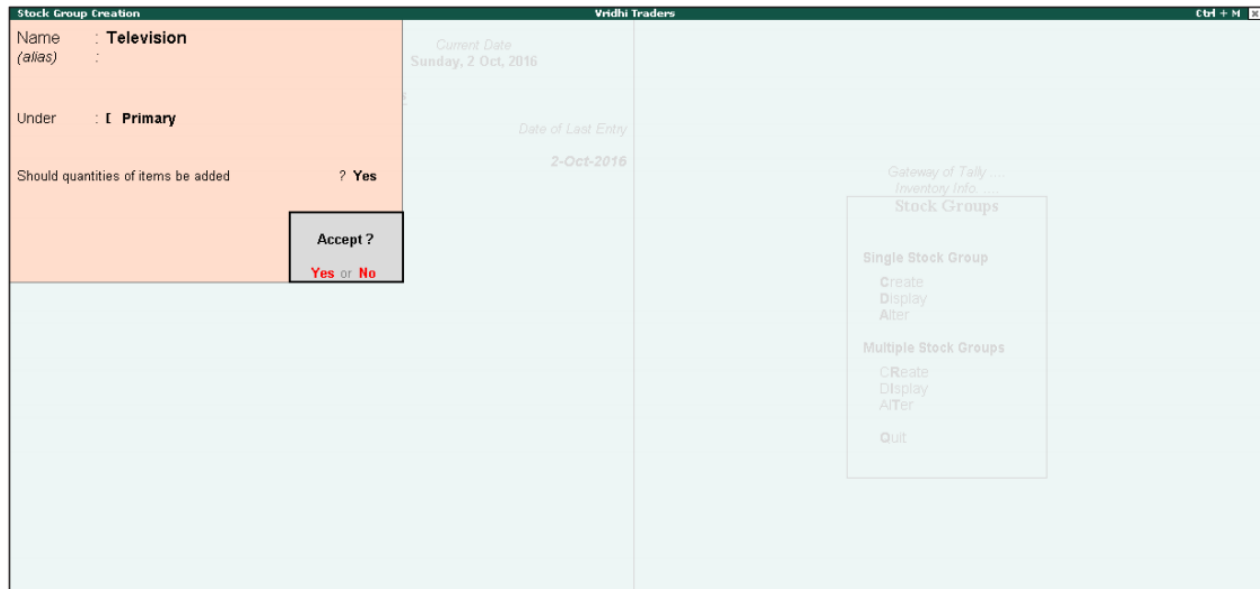 Stock Group Creation Vridhi Traders Ctrl + M
Name : Television
(alias) :
Under : [ Primary
Should quantities of items be added ? Yes
Accept ?
Yes or No
Current Date
Sunday, 2 Oct, 2016
Date of Last Entry
2-Oct-2016
Gateway of Tally .....
Inventory Info. .....
Stock Groups
Single Stock Group
Create
Display
Alter
Multiple Stock Groups
CReate
DIsplay
AlTer
Quit